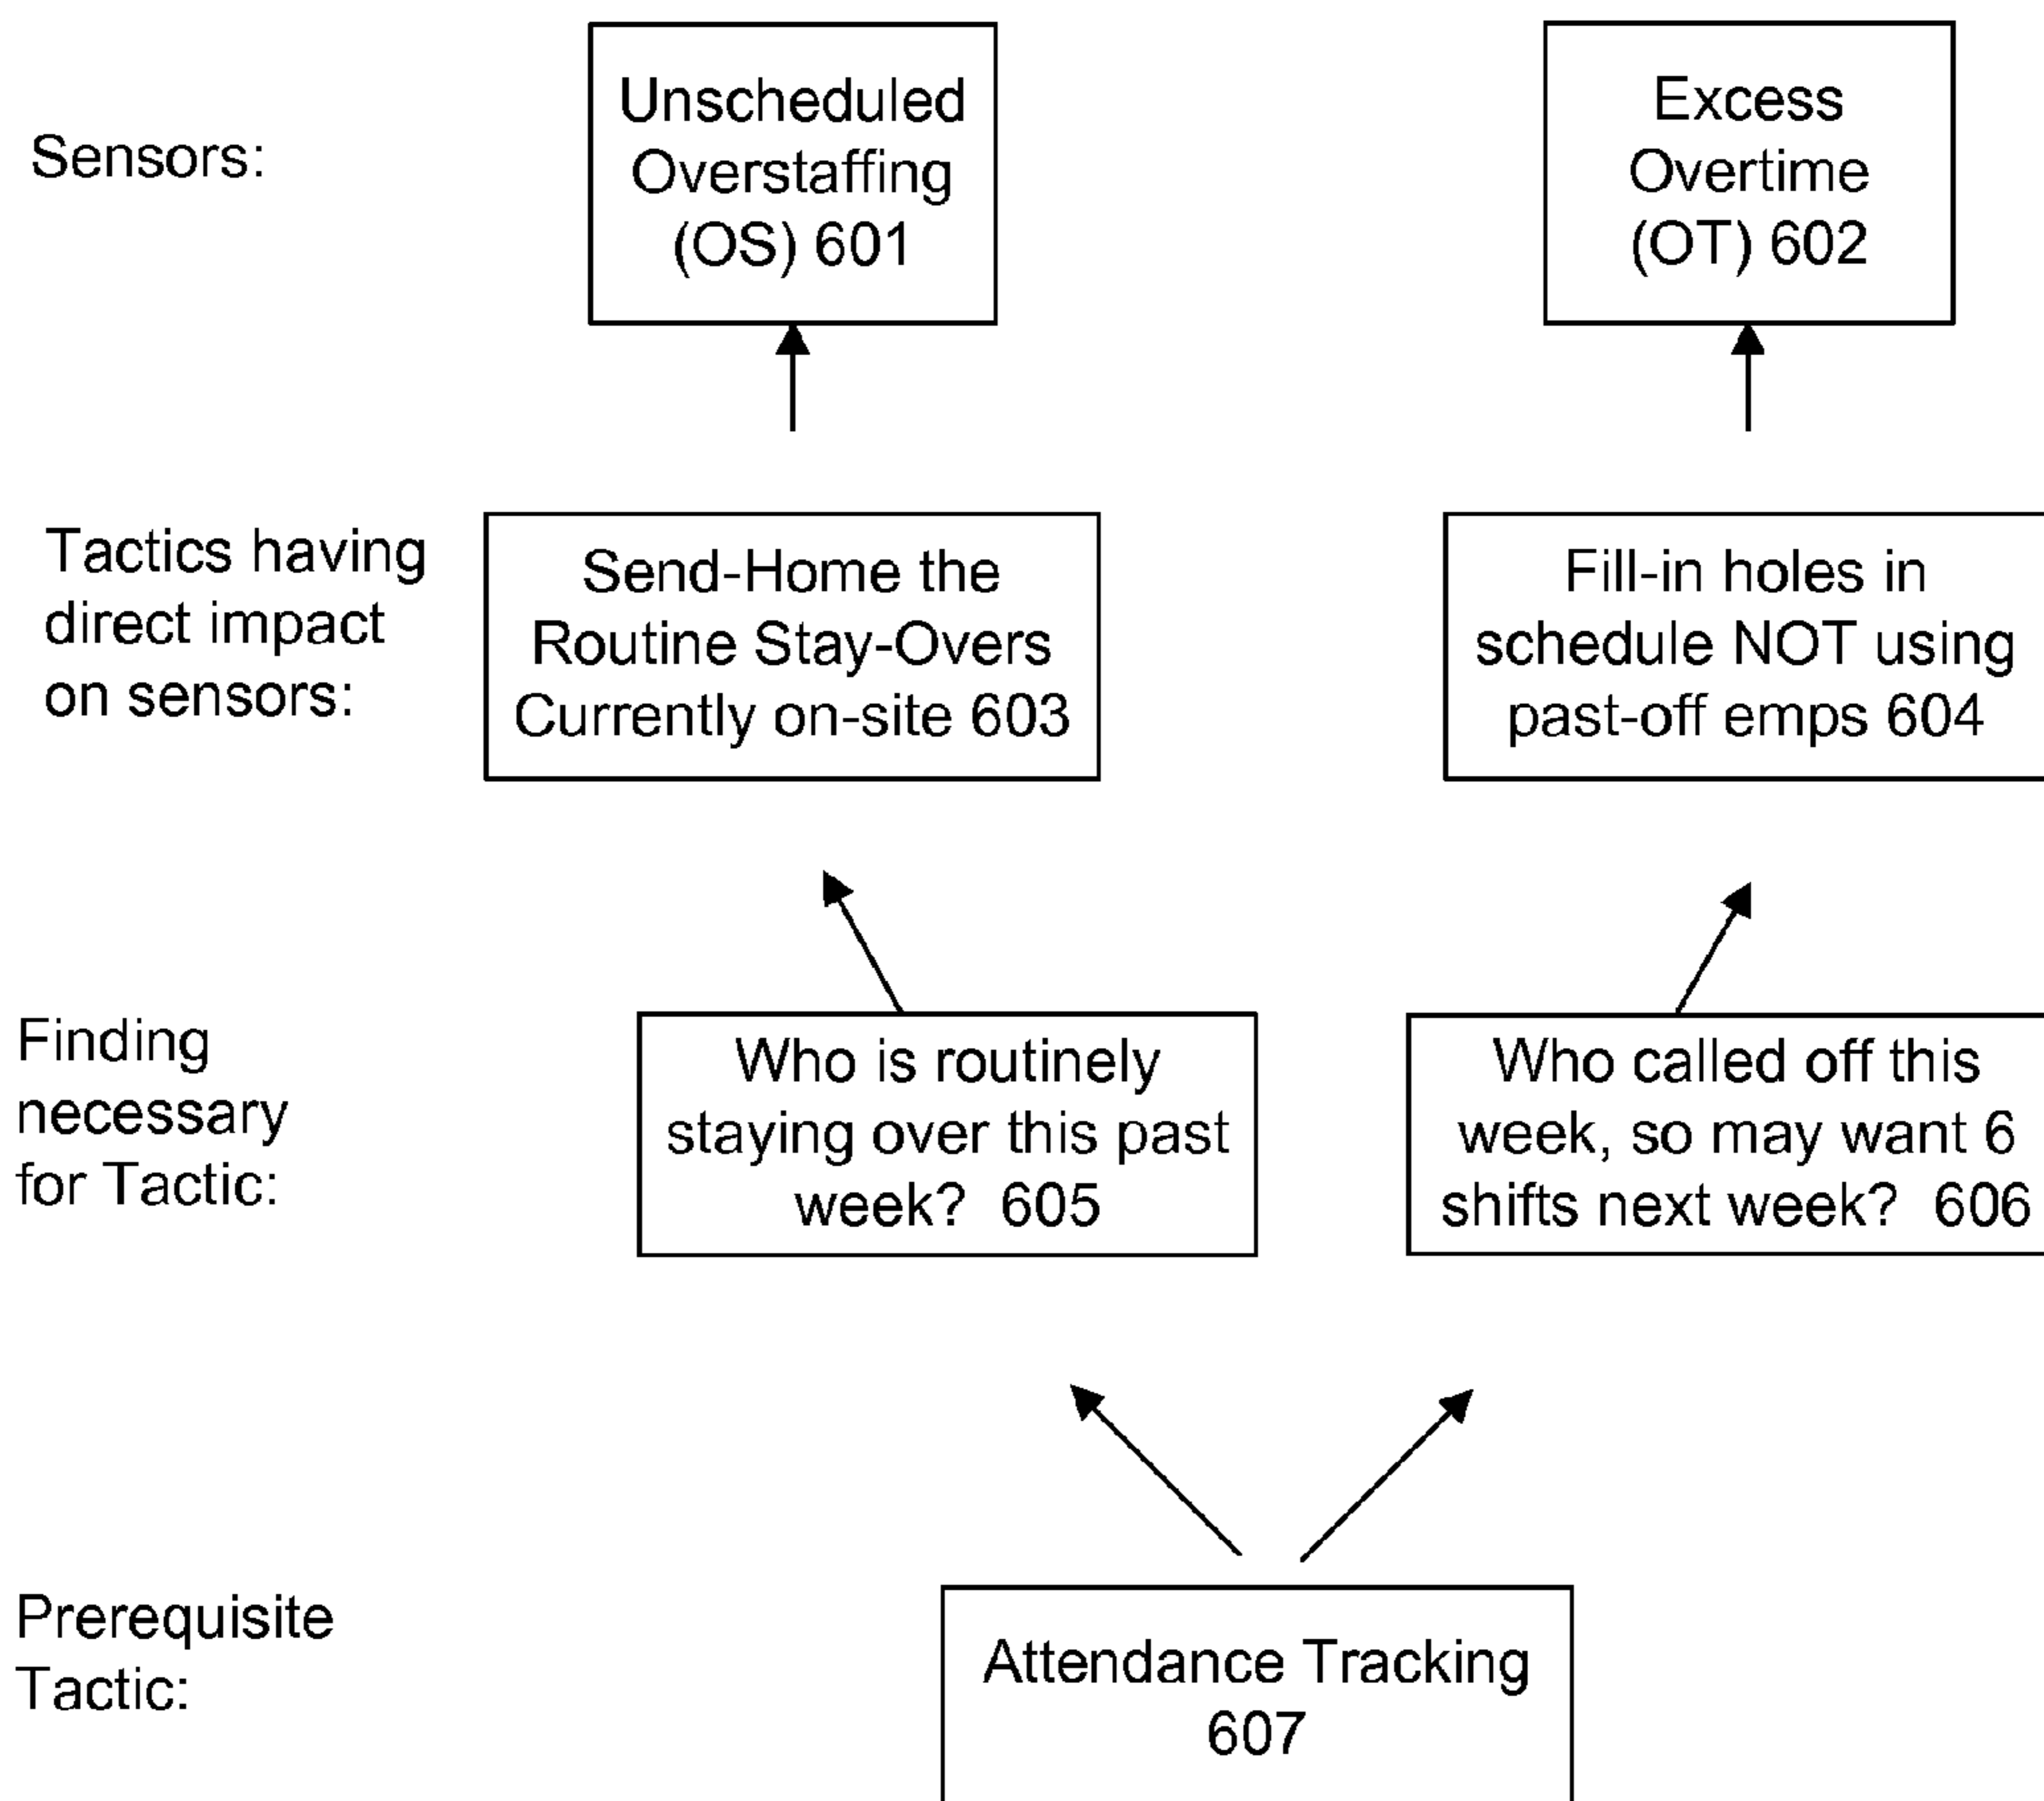 Sensors:
Unscheduled
Overstaffing
(OS) 601
Excess
Overtime
(OT) 602
Tactics having
direct impact
on sensors:
Send-Home the
Routine Stay-Overs
Currently on-site 603
Fill-in holes in
schedule NOT using
past-off emps 604
Finding
necessary
for Tactic:
Who is routinely
staying over this past
week? 605
Who called off this
week, so may want 6
shifts next week? 606
Prerequisite
Tactic:
Attendance Tracking
607